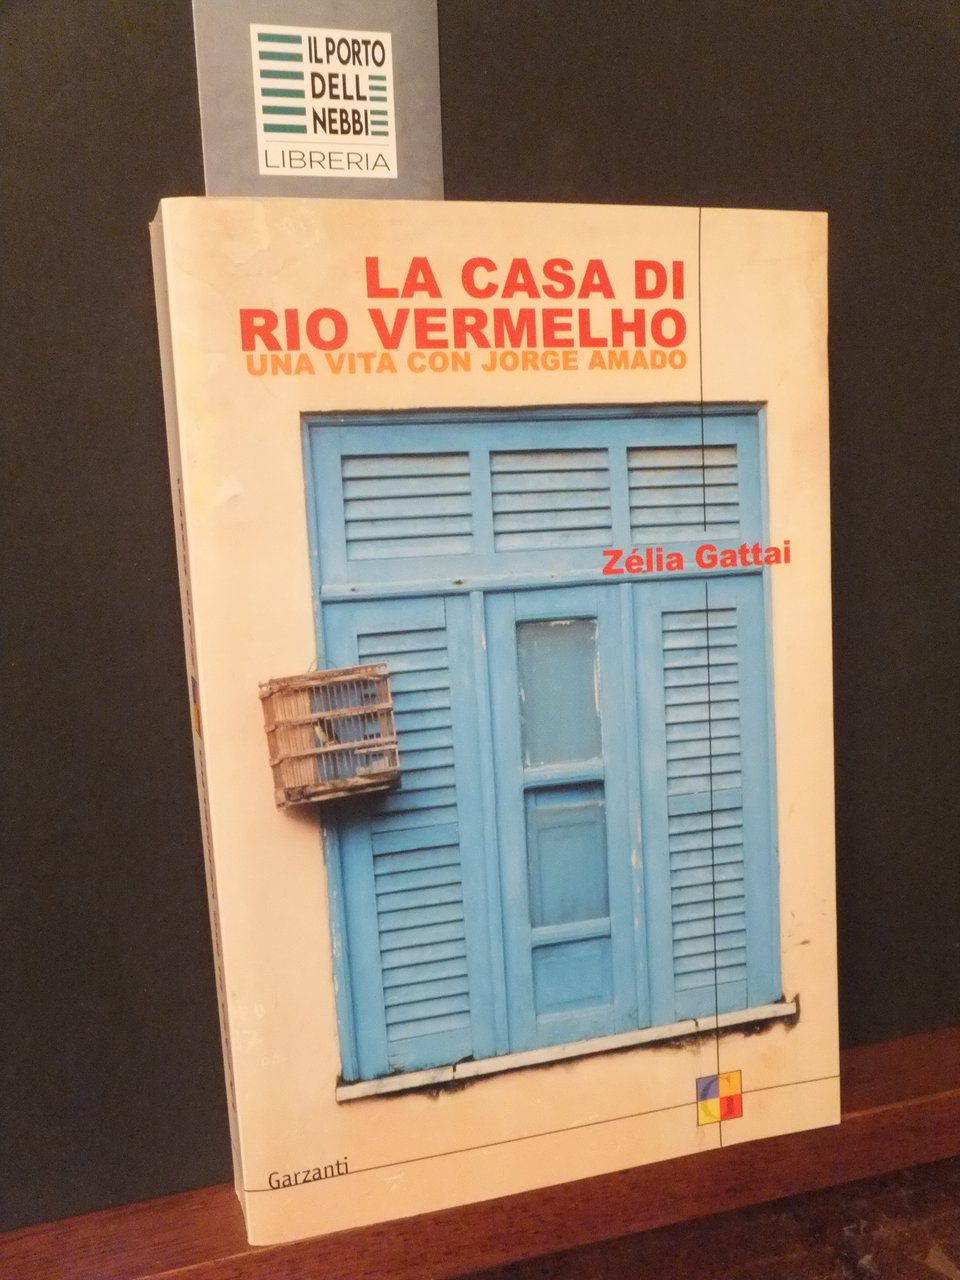 IL PORTO
DELL
NEBBI
LIBRERIA
LA CASA DI
RIO VERMELHO
UNA VITA CON JORGE AMADO
Zélia Gattai
G
Garzanti